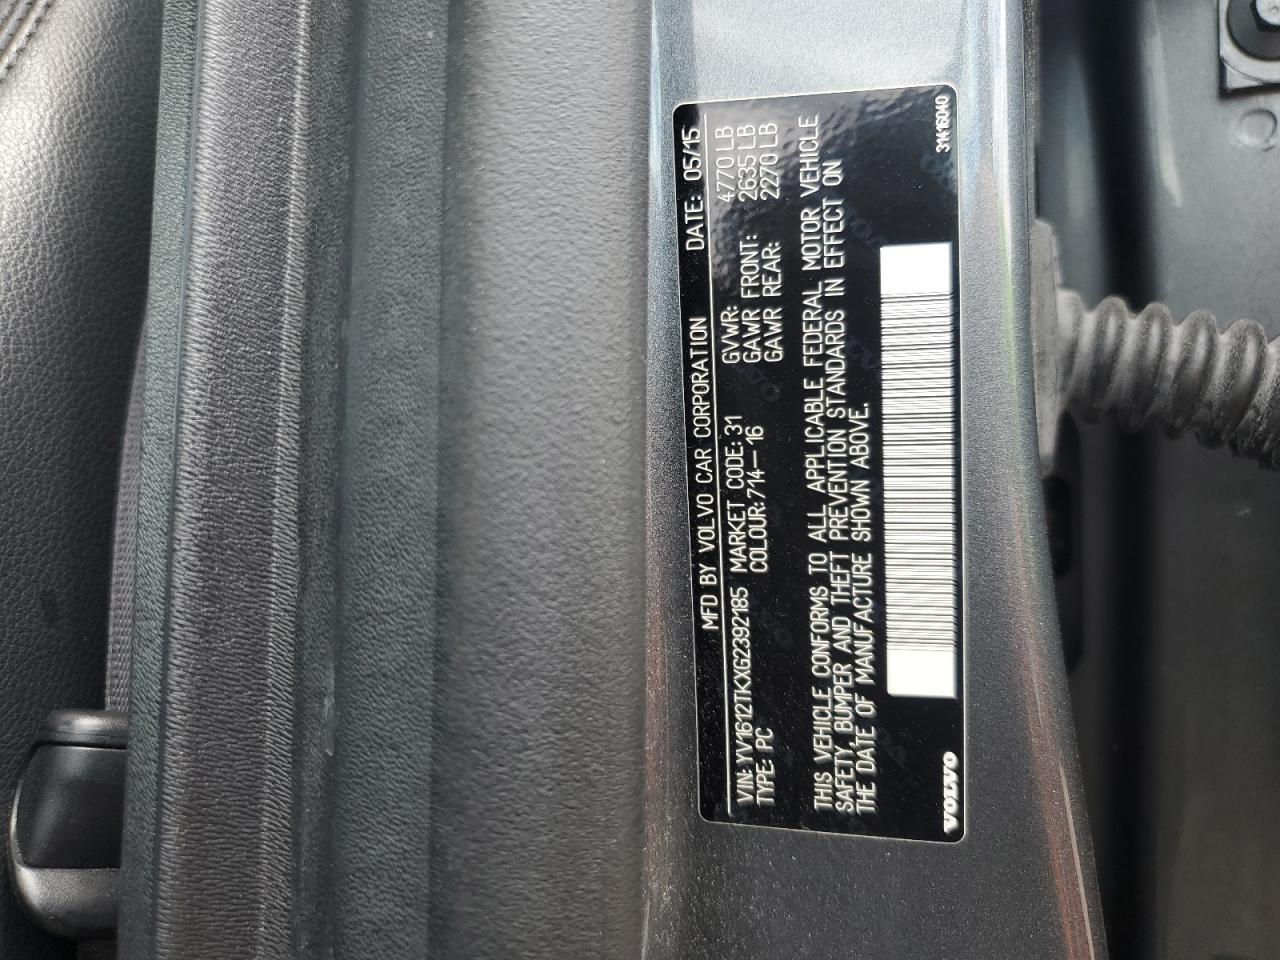 MFD BY VOLVO CAR CORPORATION DATE: 05/15
VIN: YV1612TKXG2392185 MARKET CODE: 31 GVWR: 4770 LB
TYPE: PC COLOUR: 714-16 GAWR FRONT: 2635 LB
GAWR REAR: 2270 LB
THIS VEHICLE CONFORMS TO ALL APPLICABLE FEDERAL MOTOR VEHICLE
SAFETY, BUMPER AND THEFT PREVENTION STANDARDS IN EFFECT ON
THE DATE OF MANUFACTURE SHOWN ABOVE.
VOLVO 31416040